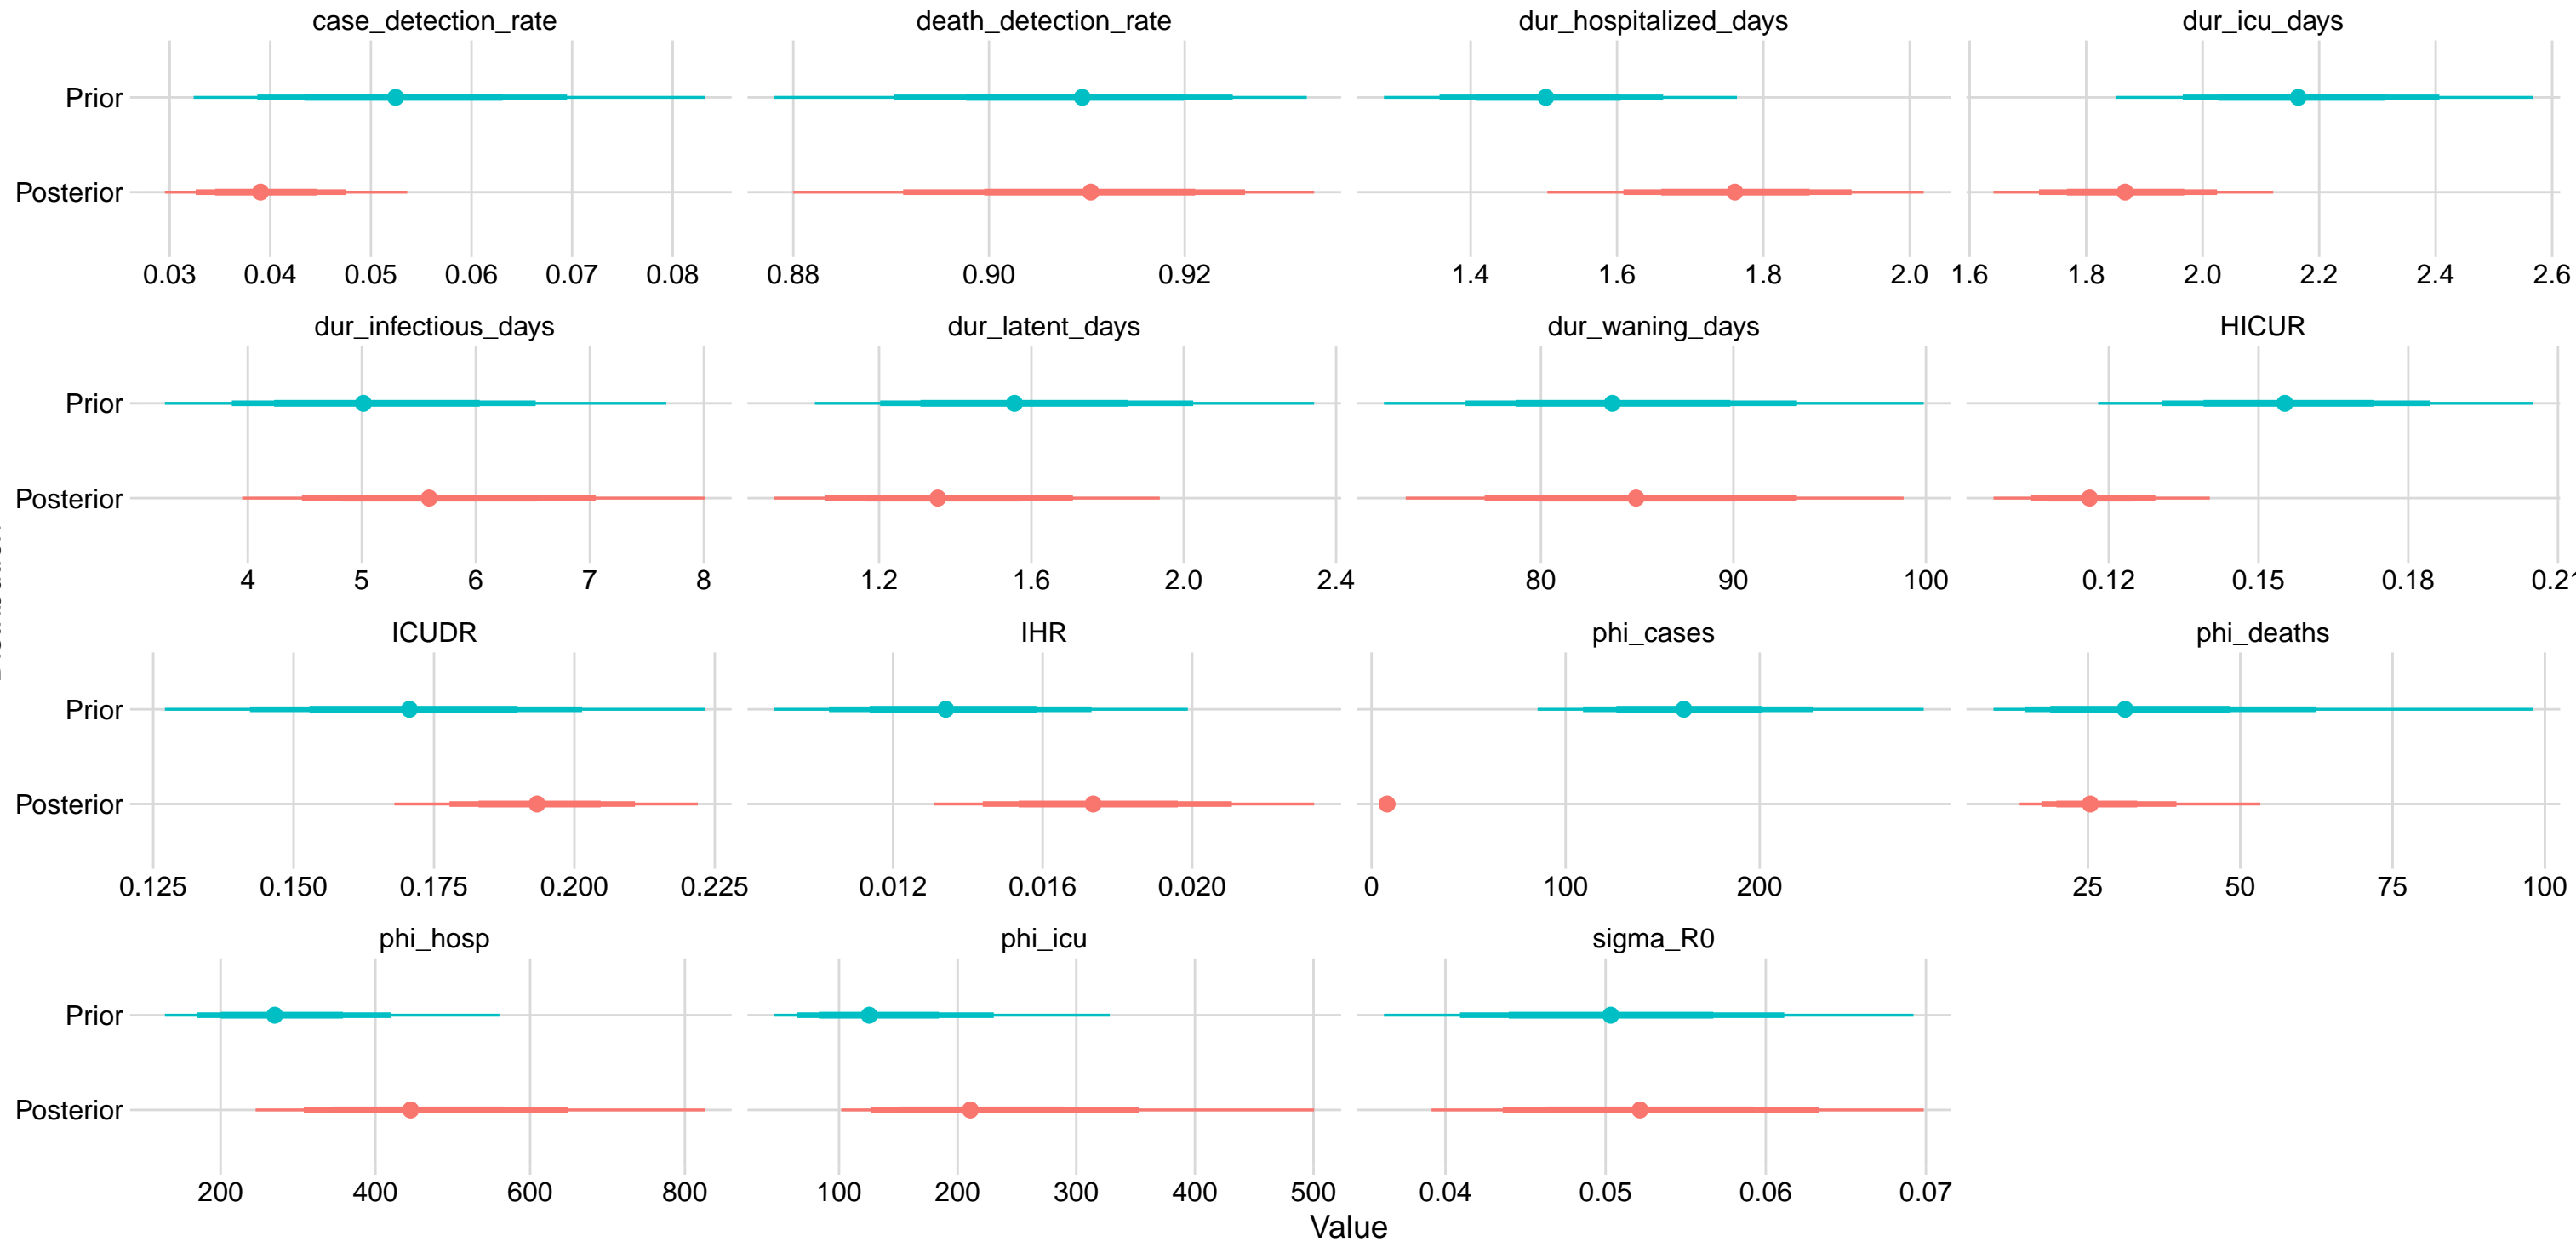 case_detection_rate death_detection_rate dur_hospitalized_days dur_icu_days
Prior
Posterior
0.03 0.04 0.05 0.06 0.07 0.08 0.88 0.90 0.92 1.4 1.6 1.8 2.0 1.6 1.8 2.0 2.2 2.4 2.6
dur_infectious_days dur_latent_days dur_waning_days HICUR
Prior
Posterior
4 5 6 7 8 1.2 1.6 2.0 2.4 80 90 100 0.12 0.15 0.18 0.21
ICUDR IHR phi_cases phi_deaths
Prior
Posterior
0.125 0.150 0.175 0.200 0.225 0.012 0.016 0.020 0 100 200 25 50 75 100
phi_hosp phi_icu sigma_R0
Prior
Posterior
200 400 600 800 100 200 300 400 500 0.04 0.05 0.06 0.07
Value